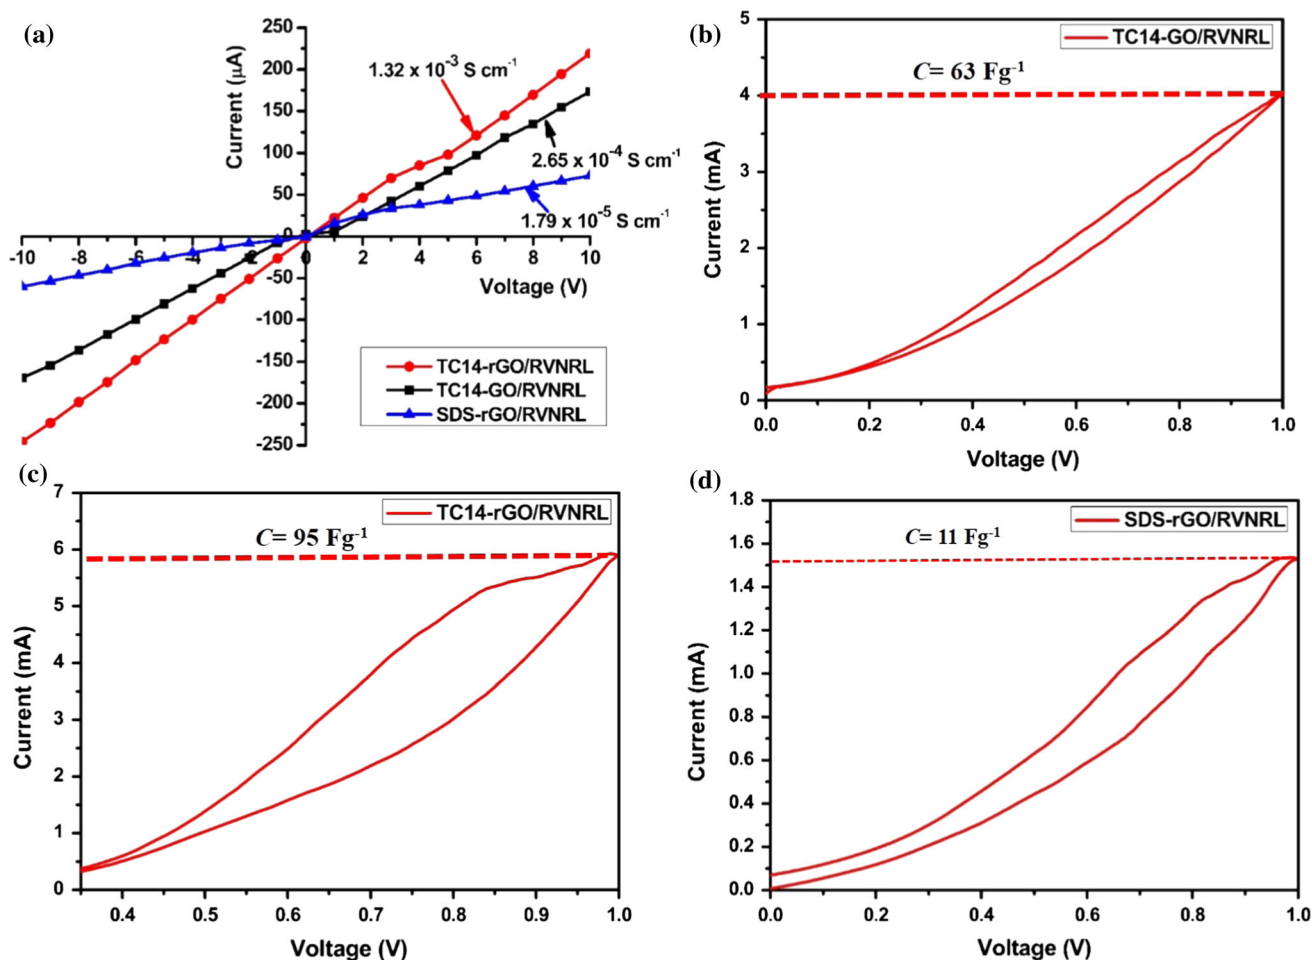 (a)
250
200
150
100
50
0
-50
-100
-150
-200
-250
Current (μA)
-10 -8 -6 -4 -2 0 2 4 6 8 10
Voltage (V)
1.32 x 10⁻³ S cm⁻¹
2.65 x 10⁻⁴ S cm⁻¹
1.79 x 10⁻⁵ S cm⁻¹
TC14-rGO/RVNRL
TC14-GO/RVNRL
SDS-rGO/RVNRL
(b)
TC14-GO/RVNRL
C= 63 Fg⁻¹
5
4
3
2
1
0
Current (mA)
0.0 0.2 0.4 0.6 0.8 1.0
Voltage (V)
(c)
TC14-rGO/RVNRL
C= 95 Fg⁻¹
7
6
5
4
3
2
1
0
Current (mA)
0.4 0.5 0.6 0.7 0.8 0.9 1.0
Voltage (V)
(d)
SDS-rGO/RVNRL
C= 11 Fg⁻¹
1.8
1.6
1.4
1.2
1.0
0.8
0.6
0.4
0.2
0.0
Current (mA)
0.0 0.2 0.4 0.6 0.8 1.0
Voltage (V)